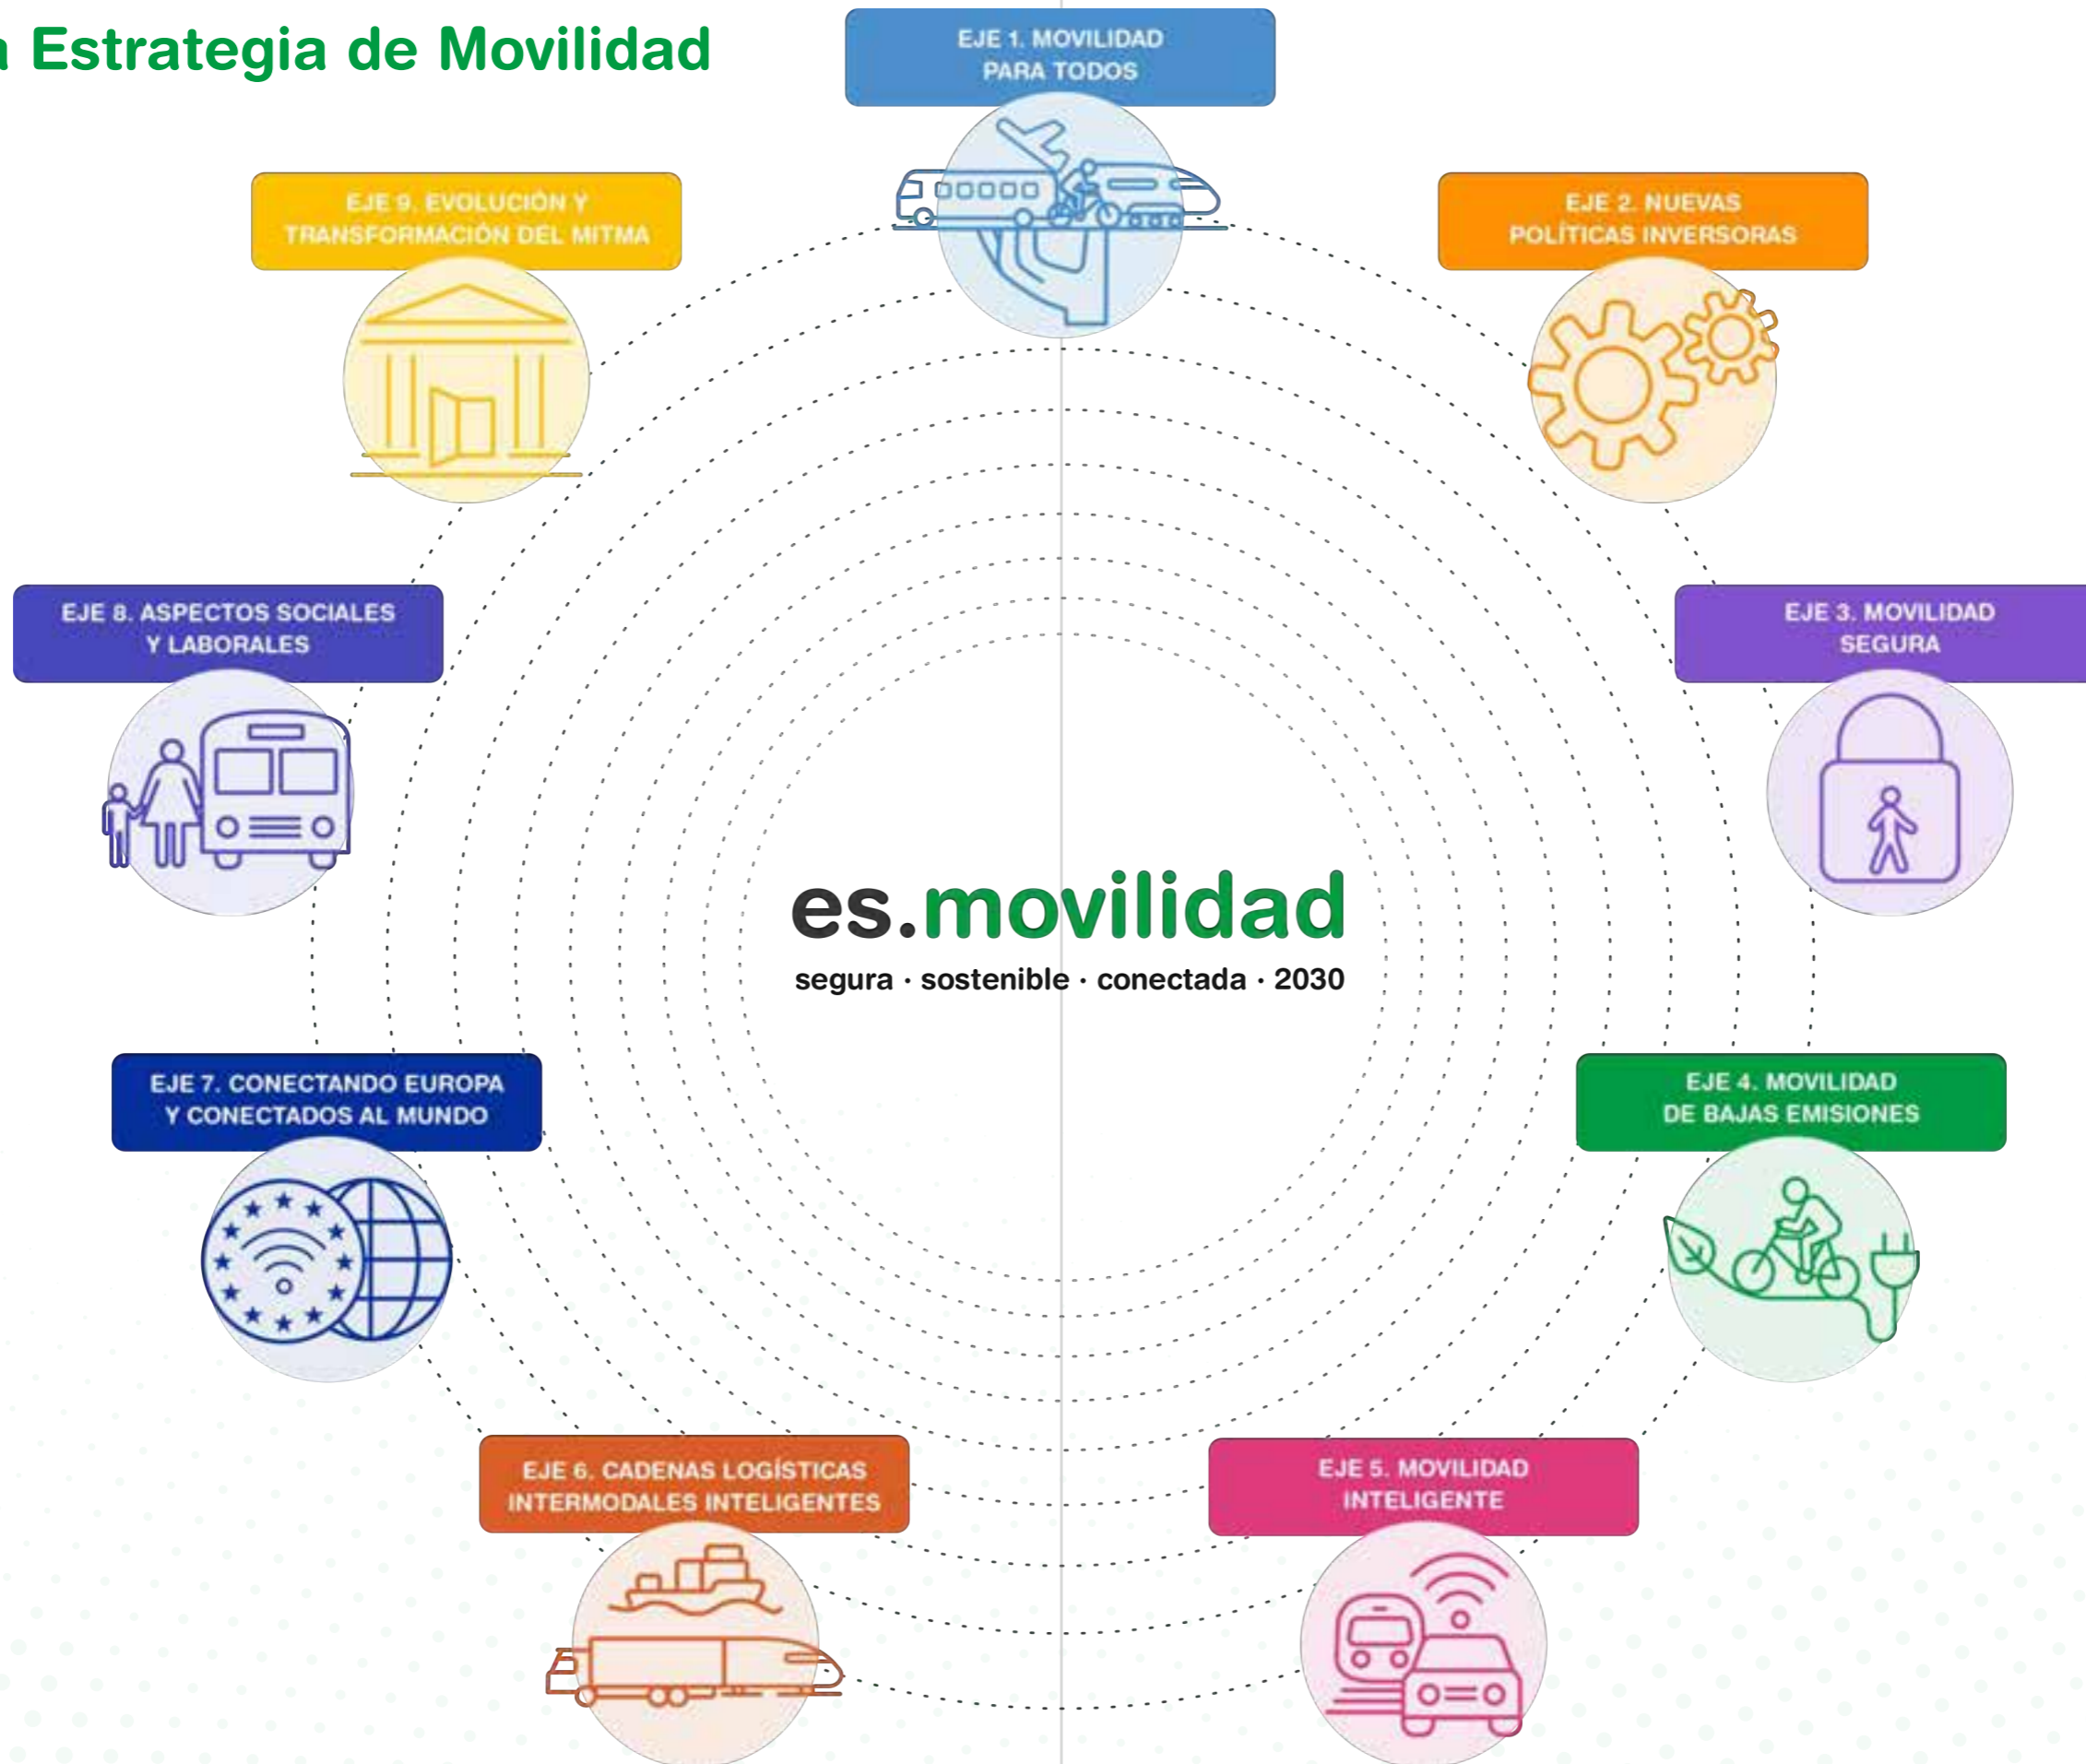 a Estrategia de Movilidad
EJE 1. MOVILIDAD
PARA TODOS
EJE 2. NUEVAS
POLÍTICAS INVERSORAS
EJE 3. MOVILIDAD
SEGURA
EJE 4. MOVILIDAD
DE BAJAS EMISIONES
EJE 5. MOVILIDAD
INTELIGENTE
EJE 6. CADENAS LOGÍSTICAS
INTERMODALES INTELIGENTES
EJE 7. CONECTANDO EUROPA
Y CONECTADOS AL MUNDO
EJE 8. ASPECTOS SOCIALES
Y LABORALES
EJE 9. EVOLUCIÓN Y
TRANSFORMACIÓN DEL MITMA
es.movilidad
segura · sostenible · conectada · 2030